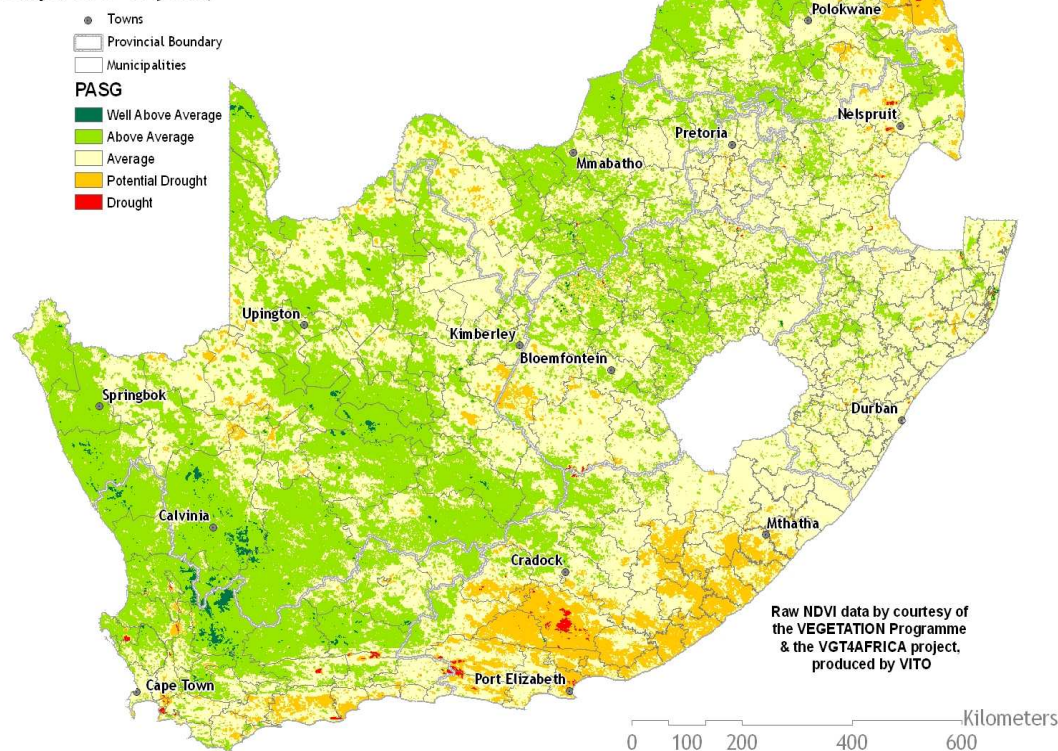 Towns
Provincial Boundary
Municipalities
PASG
Well Above Average
Above Average
Average
Potential Drought
Drought
Polokwane
Nelspruit
Pretoria
Mmabatho
Upington
Kimberley
Bloemfontein
Springbok
Durban
Calvinia
Mthatha
Cradock
Raw NDVI data by courtesy of
the VEGETATION Programme
& the VGT4AFRICA project,
produced by VITO
Port Elizabeth
Cape Town
Kilometers
0 100 200 400 600